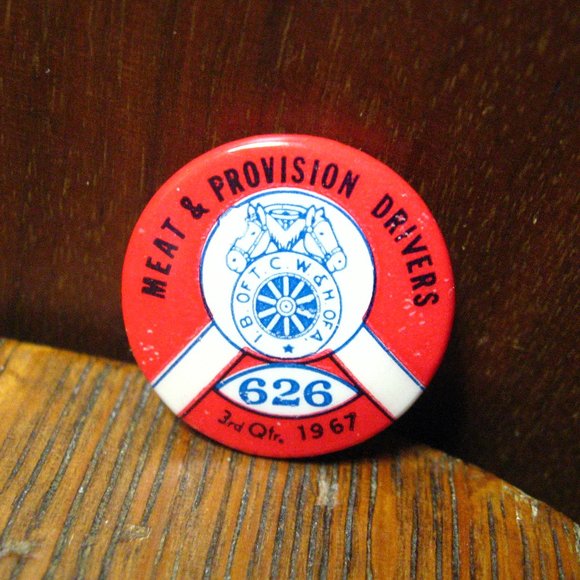 MEAT & PROVISION DRIVERS
I. B. OF T. C. W. & H. OF A.
626
3rd Qtr. 1967